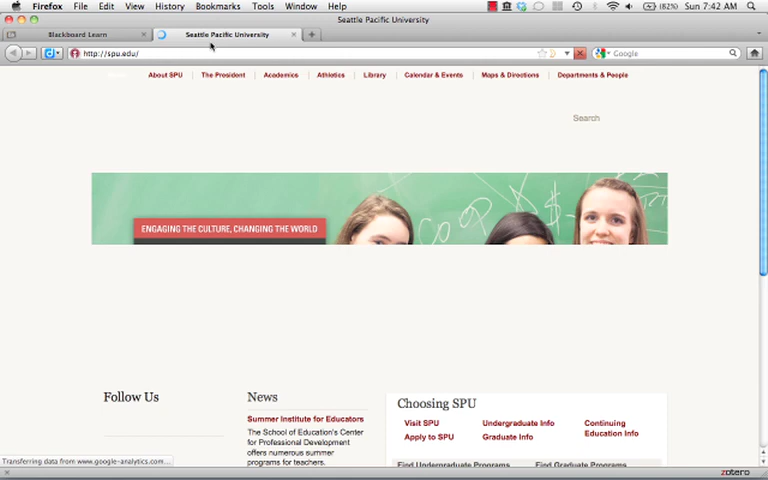 Firefox File Edit View History Bookmarks Tools Window Help (82%) Sun 7:42 AM
Seattle Pacific University
Blackboard Learn Seattle Pacific University
http://spu.edu/ Google
About SPU The President Academics Athletics Library Calendar & Events Maps & Directions Departments & People
Search
CO OP $
ENGAGING THE CULTURE, CHANGING THE WORLD
Follow Us
News
Summer Institute for Educators
The School of Education's Center
for Professional Development
offers numerous summer
programs for teachers.
Choosing SPU
Visit SPU Undergraduate Info Continuing
Education Info
Apply to SPU Graduate Info
Find Undergraduate Programs Find Graduate Programs
Transferring data from www.google-analytics.com...
zotero